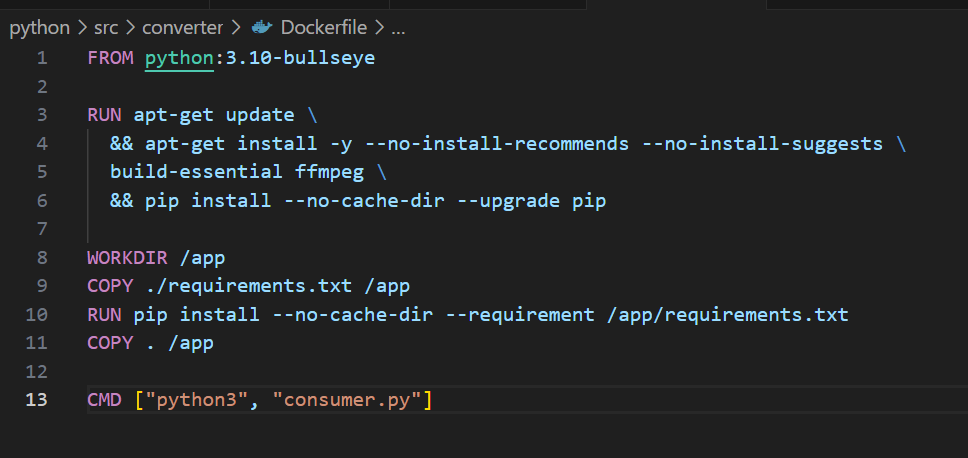 python > src > converter > Dockerfile > ...
1 FROM python:3.10-bullseye
2
3 RUN apt-get update \
4   && apt-get install -y --no-install-recommends --no-install-suggests \
5   build-essential ffmpeg \
6   && pip install --no-cache-dir --upgrade pip
7
8 WORKDIR /app
9 COPY ./requirements.txt /app
10 RUN pip install --no-cache-dir --requirement /app/requirements.txt
11 COPY . /app
12
13 CMD ["python3", "consumer.py"]